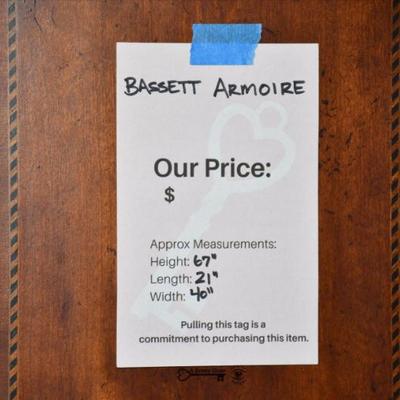 BASSETT ARMOIRE
Our Price:
$
Approx Measurements:
Height: 67"
Length: 21"
Width: 40"
Pulling this tag is a
commitment to purchasing this item.